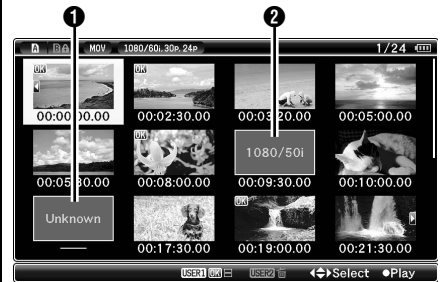 ❶ ❷
A B MOV 1080/60i.30P.24P 1/24
OK OK
00:00:00.00 00:02:30.00 00:03:20.00 00:05:00.00
OK 1080/50i
00:05:30.00 00:08:00.00 00:09:30.00 00:10:00.00
Unknown OK
00:17:30.00 00:19:00.00 00:21:30.00
USER1 OK USER2 Select ●Play